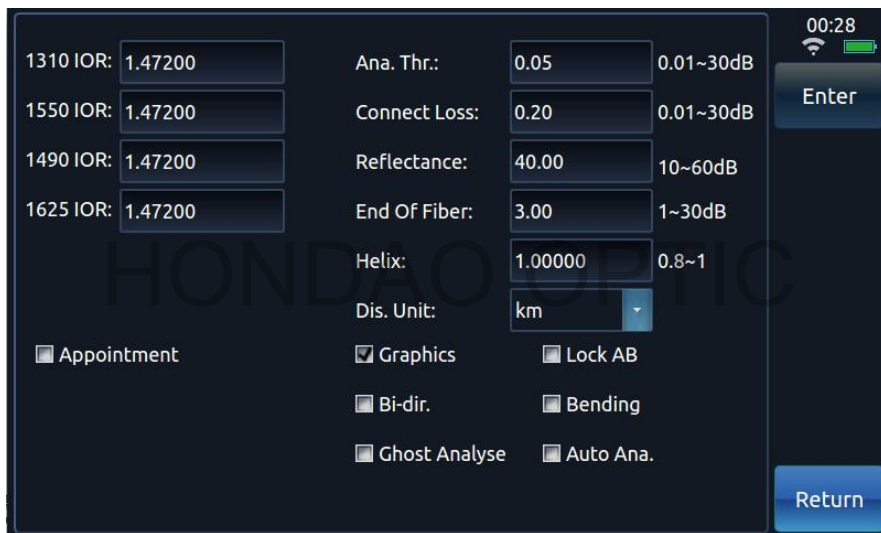 00:28
1310 IOR: 1.47200 Ana. Thr.: 0.05 0.01~30dB
Enter
1550 IOR: 1.47200 Connect Loss: 0.20 0.01~30dB
1490 IOR: 1.47200 Reflectance: 40.00 10~60dB
1625 IOR: 1.47200 End Of Fiber: 3.00 1~30dB
Helix: 1.00000 0.8~1
HONDAO OPTIC
Dis. Unit: km
Appointment Graphics Lock AB
Bi-dir. Bending
Ghost Analyse Auto Ana.
Return